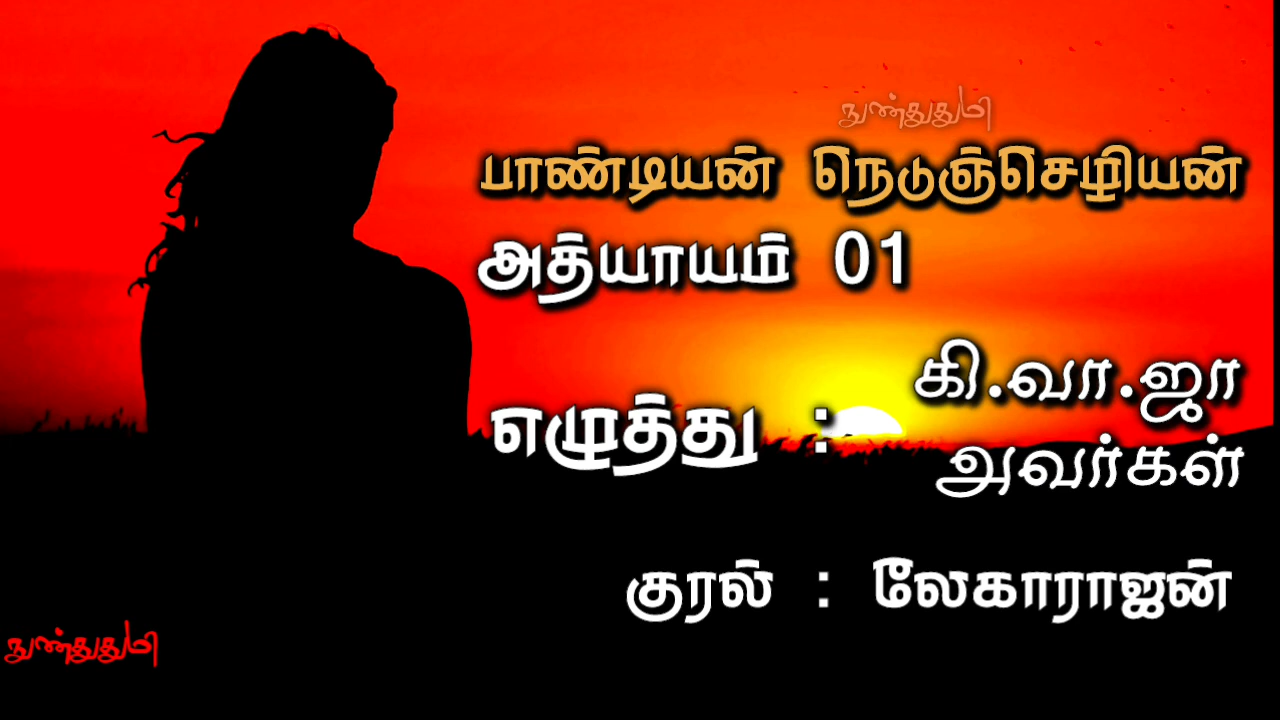 நுண்துதுமி
பாண்டியன் நெடுஞ்செழியன்
அத்யாயம் 01
எழுத்து : கி.வா.ஜா
அவர்கள்
குரல் : லேகாராஜன்
நுண்துதுமி